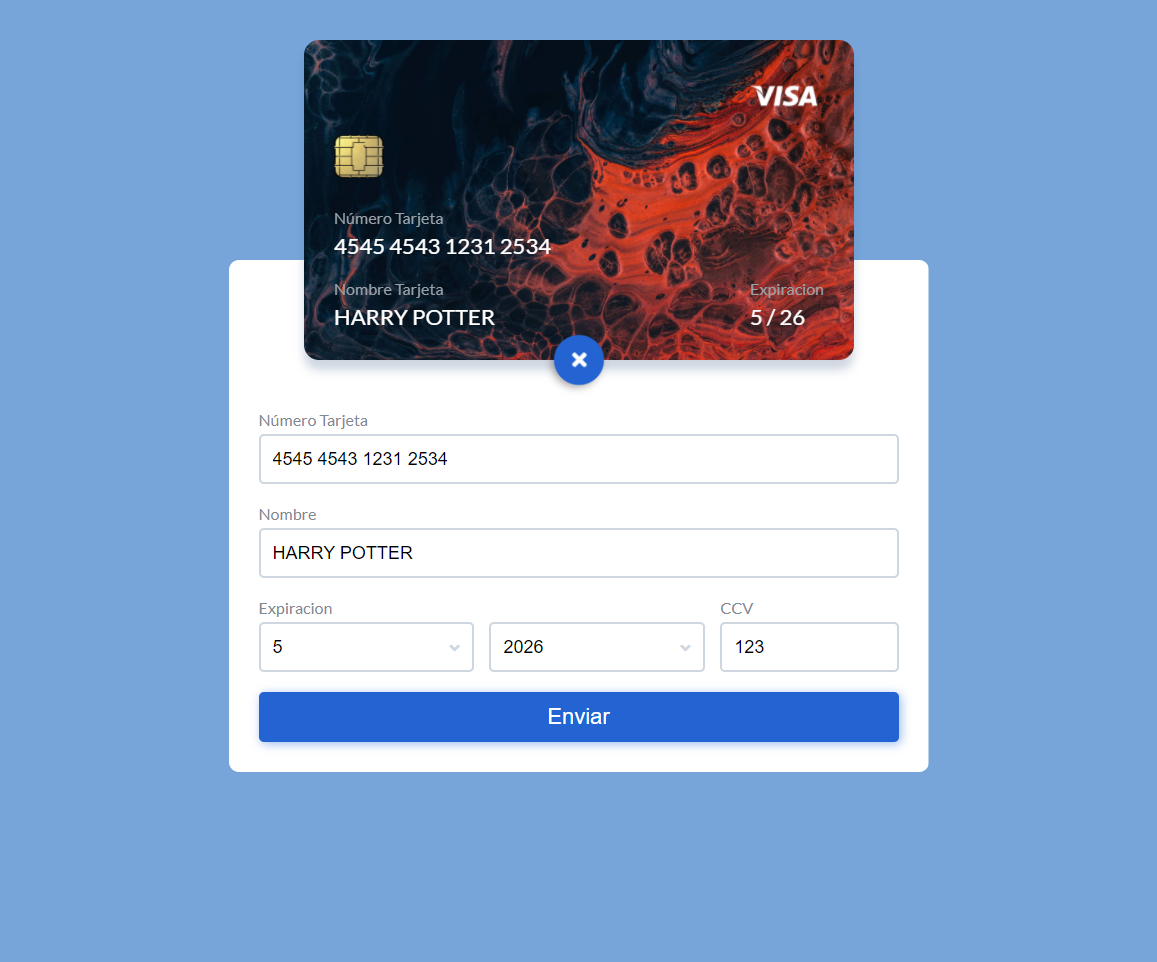 VISA
Número Tarjeta
4545 4543 1231 2534
Nombre Tarjeta
HARRY POTTER
Expiracion
5 / 26
Número Tarjeta
4545 4543 1231 2534
Nombre
HARRY POTTER
Expiracion
CCV
5
2026
123
Enviar